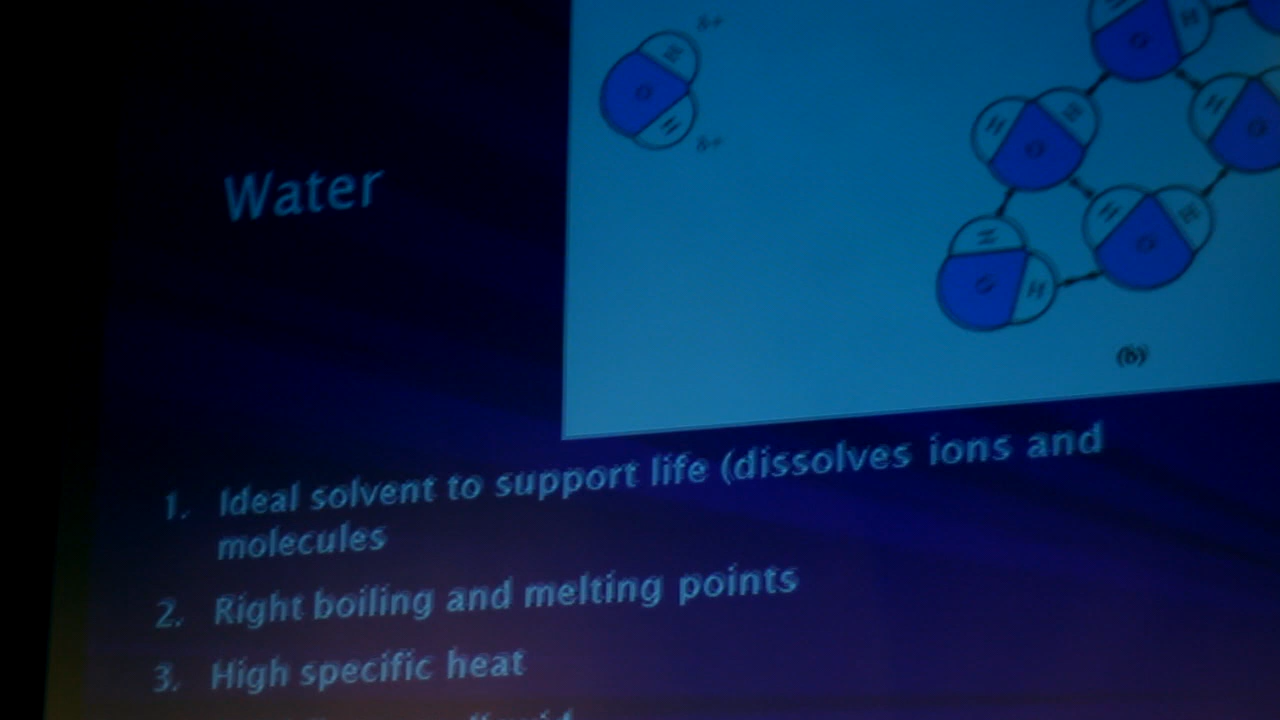 Water
δ+
H
O
H
δ+
H
O
H
H
O
H
H
O
H
O
H
H
O
H
(b)
1. Ideal solvent to support life (dissolves ions and
molecules
2. Right boiling and melting points
3. High specific heat